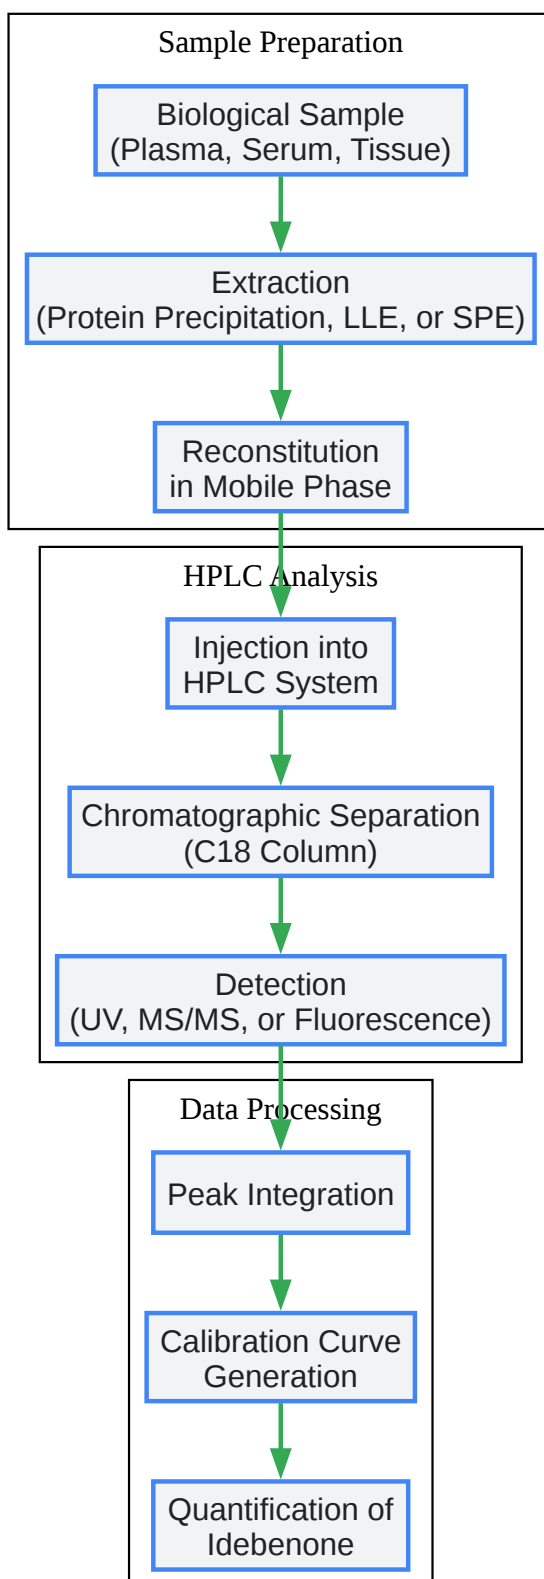 Sample Preparation
Biological Sample
(Plasma, Serum, Tissue)
Extraction
(Protein Precipitation, LLE, or SPE)
Reconstitution
in Mobile Phase
HPLC Analysis
Injection into
HPLC System
Chromatographic Separation
(C18 Column)
Detection
(UV, MS/MS, or Fluorescence)
Data Processing
Peak Integration
Calibration Curve
Generation
Quantification of
Idebenone